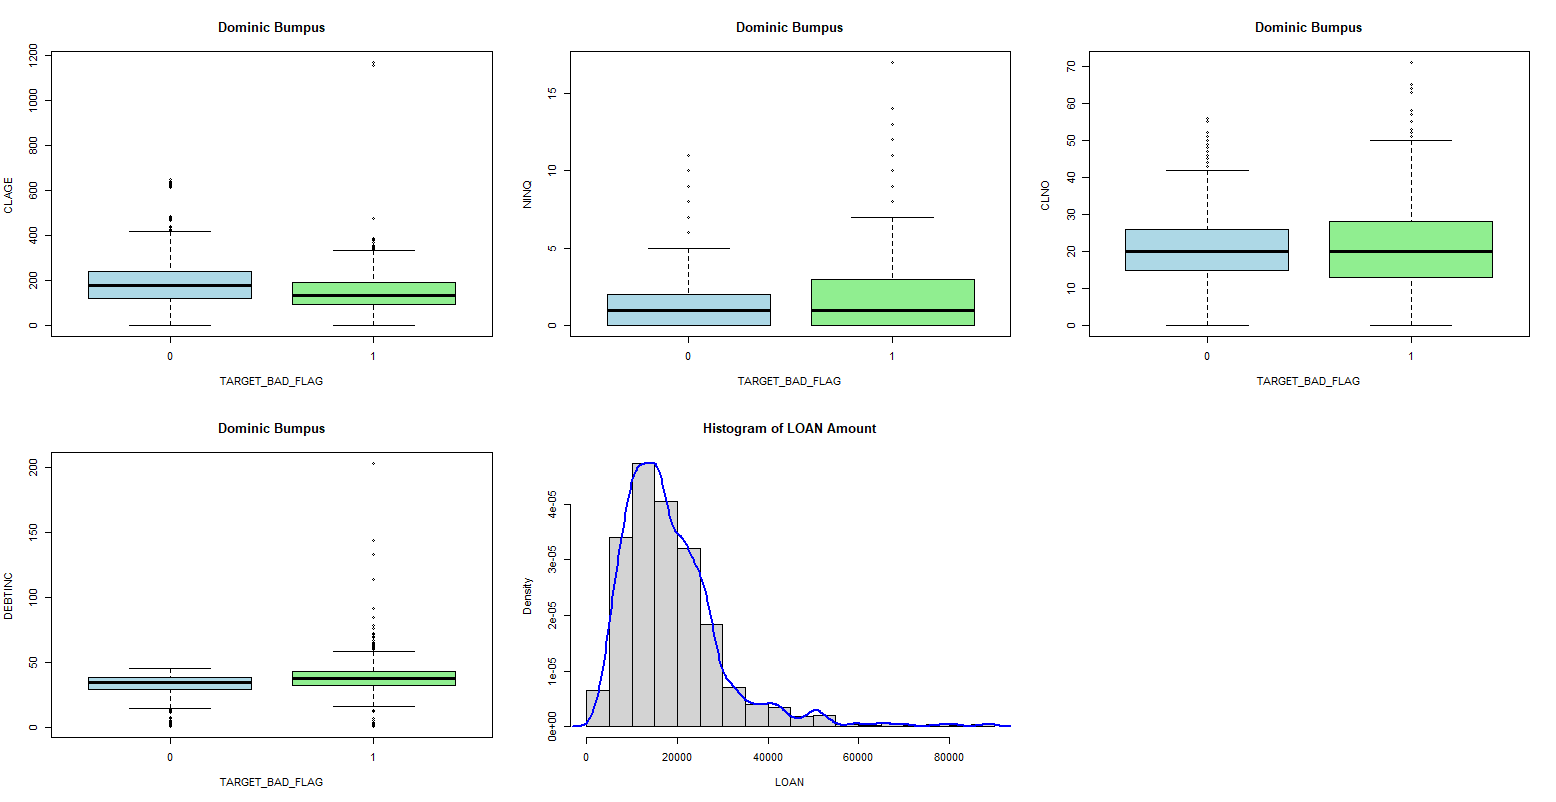 Dominic Bumpus
CLAGE
0 200 400 600 800 1000 1200
0 1
TARGET_BAD_FLAG
Dominic Bumpus
NINQ
0 5 10 15
0 1
TARGET_BAD_FLAG
Dominic Bumpus
CLNO
0 10 20 30 40 50 60 70
0 1
TARGET_BAD_FLAG
Dominic Bumpus
DEBTINC
0 50 100 150 200
0 1
TARGET_BAD_FLAG
Histogram of LOAN Amount
Density
0e+00 1e-05 2e-05 3e-05 4e-05
0 20000 40000 60000 80000
LOAN